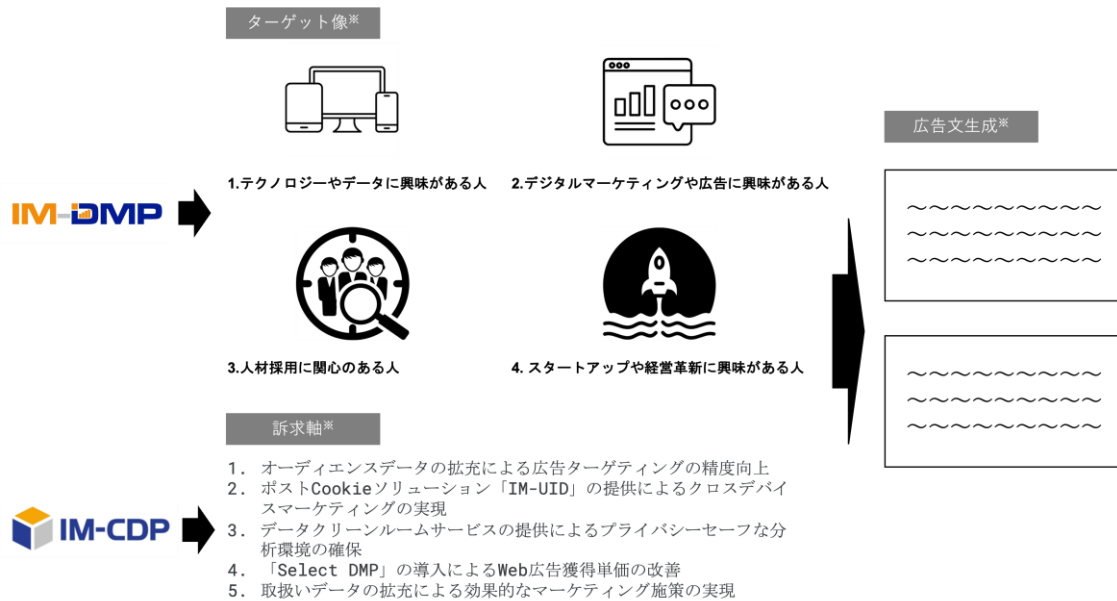 ターゲット像※
1.テクノロジーやデータに興味がある人
2.デジタルマーケティングや広告に興味がある人
広告文生成※
〜〜〜〜〜〜〜〜〜
〜〜〜〜〜〜〜〜〜
〜〜〜〜〜〜〜〜〜
IM-DMP
3.人材採用に関心のある人
4. スタートアップや経営革新に興味がある人
〜〜〜〜〜〜〜〜〜
〜〜〜〜〜〜〜〜〜
〜〜〜〜〜〜〜〜〜
訴求軸※
1. オーディエンスデータの拡充による広告ターゲティングの精度向上
2. ポストCookieソリューション「IM-UID」の提供によるクロスデバイ
スマーケティングの実現
IM-CDP
3. データクリーンルームサービスの提供によるプライバシーセーフな分
析環境の確保
4. 「Select DMP」の導入によるWeb広告獲得単価の改善
5. 取扱いデータの拡充による効果的なマーケティング施策の実現